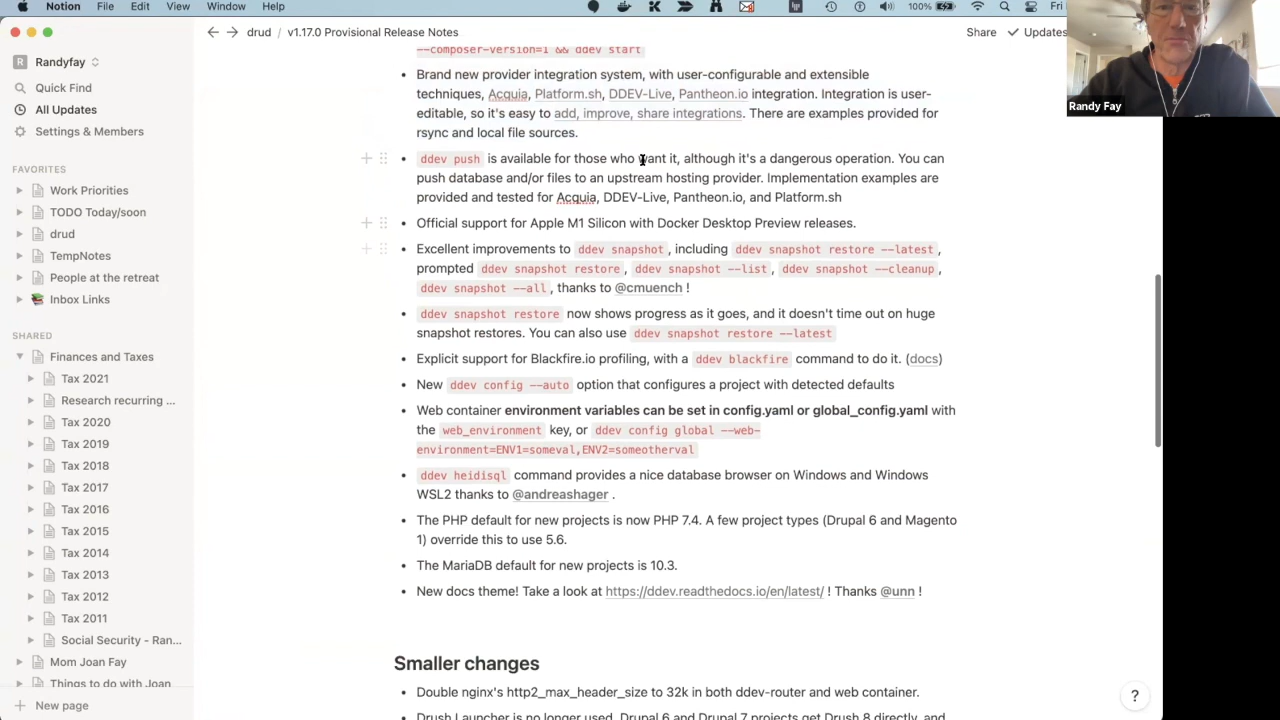 Notion File Edit View Window Help
100% Fri
Randyfay
Quick Find
All Updates
Settings & Members
FAVORITES
Work Priorities
TODO Today/soon
drud
TempNotes
People at the retreat
Inbox Links
SHARED
Finances and Taxes
Tax 2021
Research recurring ...
Tax 2020
Tax 2019
Tax 2018
Tax 2017
Tax 2016
Tax 2015
Tax 2014
Tax 2013
Tax 2012
Tax 2011
Social Security - Ran...
Mom Joan Fay
Things to do with Joan
New page
drud / v1.17.0 Provisional Release Notes
Share Updates
Randy Fay
--composer-version=1 && ddev start
• Brand new provider integration system, with user-configurable and extensible
techniques, Acquia, Platform.sh, DDEV-Live, Pantheon.io integration. Integration is user-
editable, so it's easy to add, improve, share integrations. There are examples provided for
rsync and local file sources.
• ddev push is available for those who want it, although it's a dangerous operation. You can
push database and/or files to an upstream hosting provider. Implementation examples are
provided and tested for Acquia, DDEV-Live, Pantheon.io, and Platform.sh
• Official support for Apple M1 Silicon with Docker Desktop Preview releases.
• Excellent improvements to ddev snapshot, including ddev snapshot restore --latest,
prompted ddev snapshot restore, ddev snapshot --list, ddev snapshot --cleanup,
ddev snapshot --all, thanks to @cmuench !
• ddev snapshot restore now shows progress as it goes, and it doesn't time out on huge
snapshot restores. You can also use ddev snapshot restore --latest
• Explicit support for Blackfire.io profiling, with a ddev blackfire command to do it. (docs)
• New ddev config --auto option that configures a project with detected defaults
• Web container environment variables can be set in config.yaml or global_config.yaml with
the web_environment key, or ddev config global --web-
environment=ENV1=someval,ENV2=someotherval
• ddev heidisql command provides a nice database browser on Windows and Windows
WSL2 thanks to @andreashager .
• The PHP default for new projects is now PHP 7.4. A few project types (Drupal 6 and Magento
1) override this to use 5.6.
• The MariaDB default for new projects is 10.3.
• New docs theme! Take a look at https://ddev.readthedocs.io/en/latest/ ! Thanks @unn !
Smaller changes
• Double nginx's http2_max_header_size to 32k in both ddev-router and web container.
• Drush Launcher is no longer used. Drupal 6 and Drupal 7 projects get Drush 8 directly, and
?